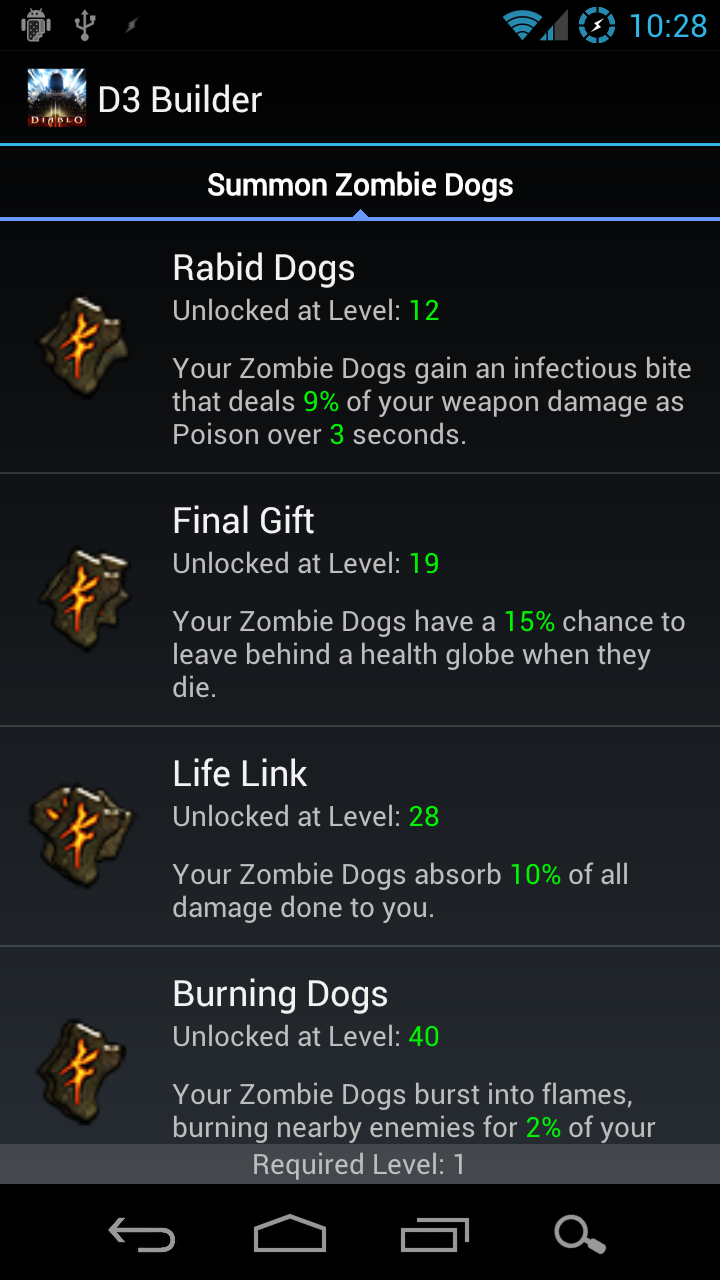 10:28
DIABLO
D3 Builder
Summon Zombie Dogs
Rabid Dogs
Unlocked at Level: 12
Your Zombie Dogs gain an infectious bite
that deals 9% of your weapon damage as
Poison over 3 seconds.
Final Gift
Unlocked at Level: 19
Your Zombie Dogs have a 15% chance to
leave behind a health globe when they
die.
Life Link
Unlocked at Level: 28
Your Zombie Dogs absorb 10% of all
damage done to you.
Burning Dogs
Unlocked at Level: 40
Your Zombie Dogs burst into flames,
burning nearby enemies for 2% of your
Required Level: 1